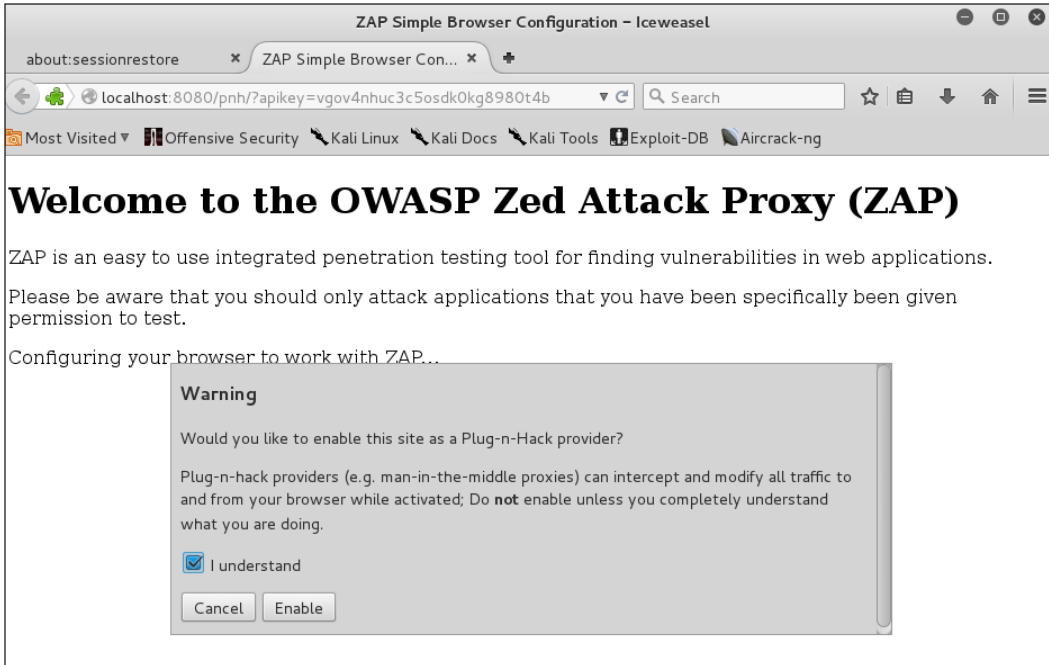 ZAP Simple Browser Configuration - Iceweasel
about:sessionrestore
ZAP Simple Browser Con...
localhost:8080/pnh/?apikey=vgov4nhuc3c5osdk0kg8980t4b
Search
Most Visited
Offensive Security
Kali Linux
Kali Docs
Kali Tools
Exploit-DB
Aircrack-ng
Welcome to the OWASP Zed Attack Proxy (ZAP)
ZAP is an easy to use integrated penetration testing tool for finding vulnerabilities in web applications.
Please be aware that you should only attack applications that you have been specifically been given
permission to test.
Configuring your browser to work with ZAP...
Warning
Would you like to enable this site as a Plug-n-Hack provider?
Plug-n-hack providers (e.g. man-in-the-middle proxies) can intercept and modify all traffic to
and from your browser while activated; Do not enable unless you completely understand
what you are doing.
I understand
Cancel
Enable